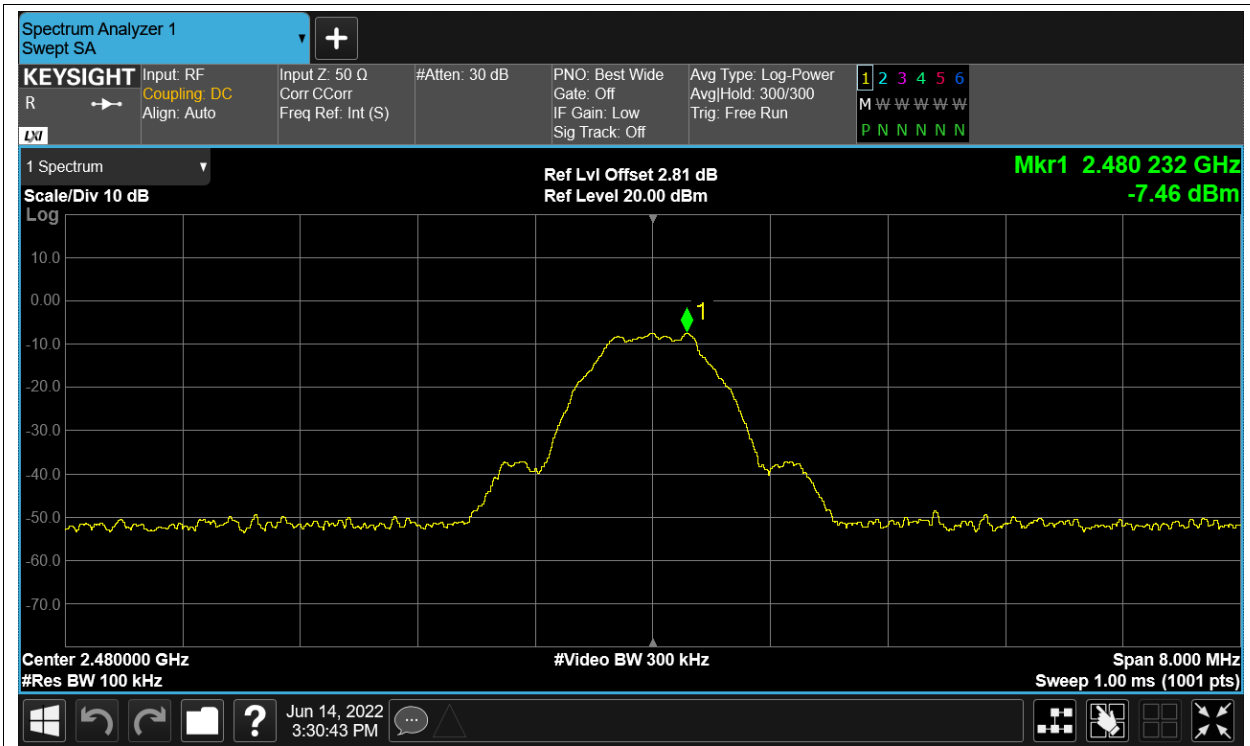 Spectrum Analyzer 1
Swept SA
KEYSIGHT
R
LXI
Input: RF
Coupling: DC
Align: Auto
Input Z: 50 Ω
Corr CCorr
Freq Ref: Int (S)
#Atten: 30 dB
PNO: Best Wide
Gate: Off
IF Gain: Low
Sig Track: Off
Avg Type: Log-Power
Avg|Hold: 300/300
Trig: Free Run
1 2 3 4 5 6
M W W W W W
P N N N N N
1 Spectrum
Scale/Div 10 dB
Log
Ref Lvl Offset 2.81 dB
Ref Level 20.00 dBm
Mkr1 2.480 232 GHz
-7.46 dBm
10.0
0.00
1
-10.0
-20.0
-30.0
-40.0
-50.0
-60.0
-70.0
Center 2.480000 GHz
#Res BW 100 kHz
#Video BW 300 kHz
Span 8.000 MHz
Sweep 1.00 ms (1001 pts)
?
Jun 14, 2022
3:30:43 PM